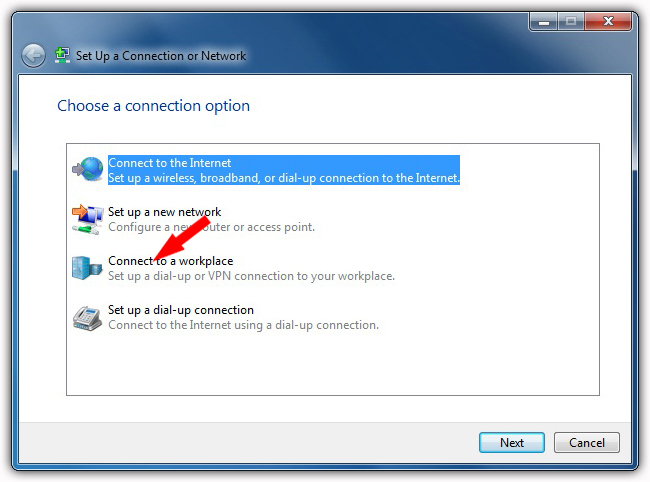 Set Up a Connection or Network
Choose a connection option
Connect to the Internet
Set up a wireless, broadband, or dial-up connection to the Internet.
Set up a new network
Configure a new router or access point.
Connect to a workplace
Set up a dial-up or VPN connection to your workplace.
Set up a dial-up connection
Connect to the Internet using a dial-up connection.
Next
Cancel